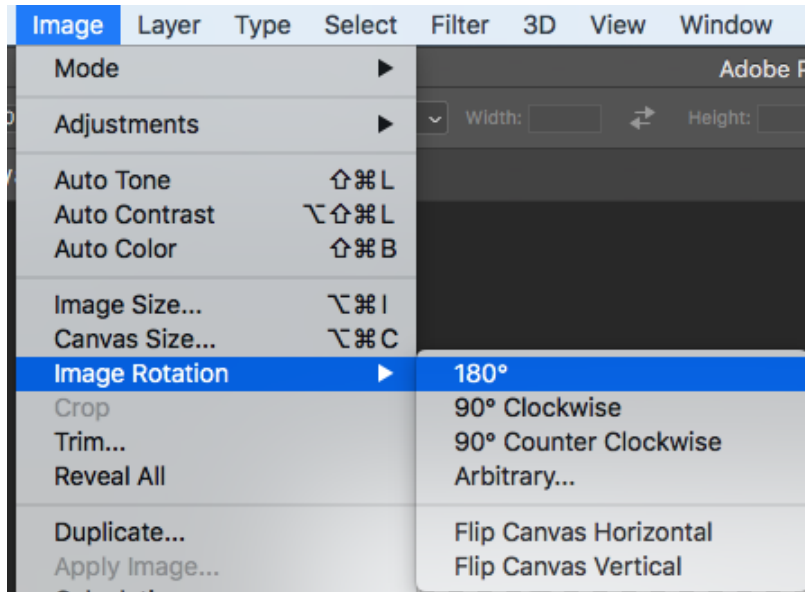 Image Layer Type Select Filter 3D View Window
Mode
Adobe
Adjustments
Width: Height:
Auto Tone ⇧⌘L
Auto Contrast ⌥⇧⌘L
Auto Color ⇧⌘B
Image Size... ⌥⌘I
Canvas Size... ⌥⌘C
Image Rotation
180°
Crop
90° Clockwise
Trim...
90° Counter Clockwise
Reveal All
Arbitrary...
Duplicate...
Flip Canvas Horizontal
Apply Image...
Flip Canvas Vertical